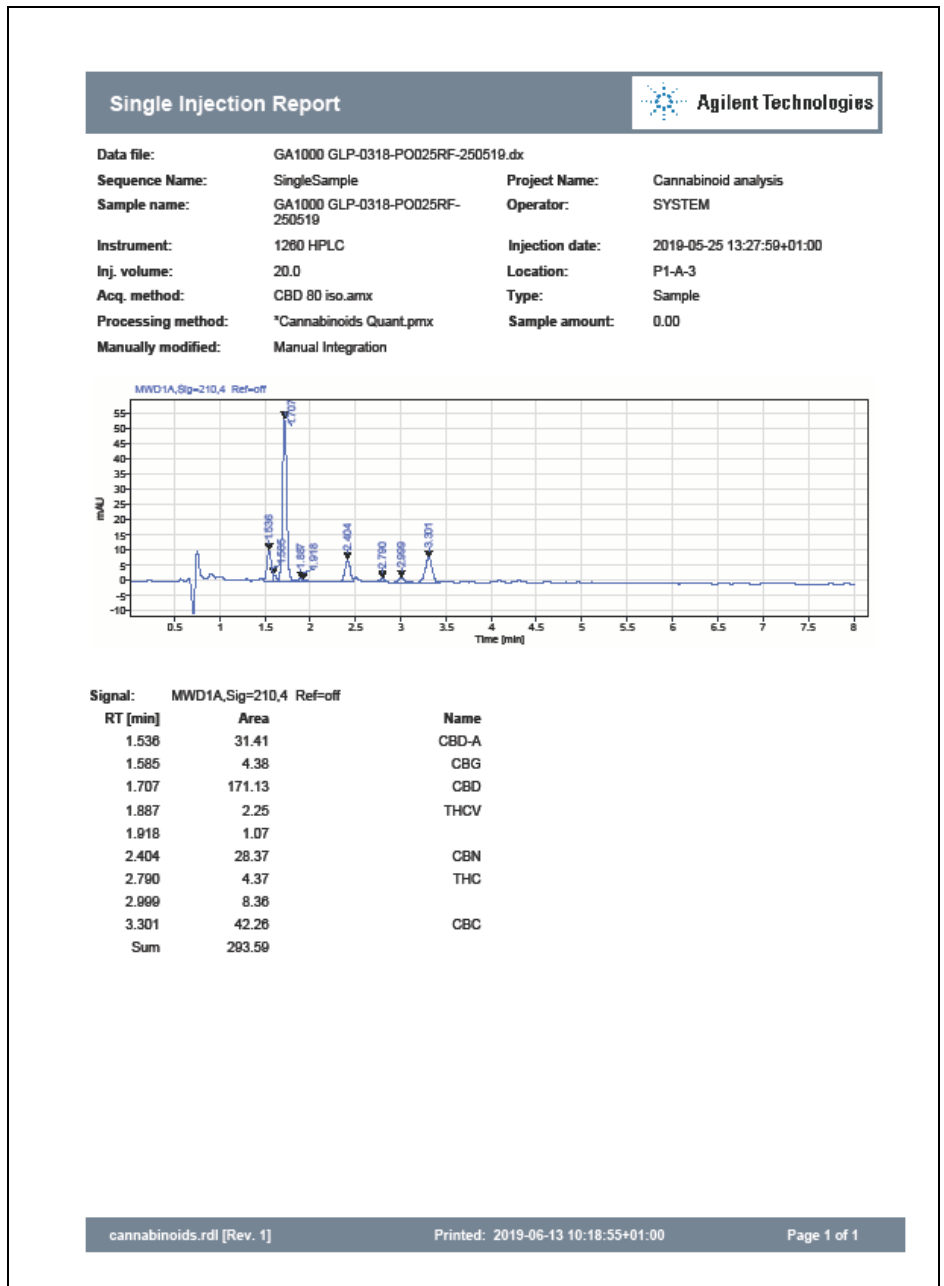 Single Injection Report
Agilent Technologies
Data file: GA1000 GLP-0318-PO025RF-250519.dx
Sequence Name: SingleSample Project Name: Cannabinoid analysis
Sample name: GA1000 GLP-0318-PO025RF-250519 Operator: SYSTEM
Instrument: 1260 HPLC Injection date: 2019-05-25 13:27:59+01:00
Inj. volume: 20.0 Location: P1-A-3
Acq. method: CBD 80 iso.amx Type: Sample
Processing method: *Cannabinoids Quant.pmx Sample amount: 0.00
Manually modified: Manual Integration
MWD1A,Sig=210,4 Ref=off
mAU
55
50
45
40
35
30
25
20
15
10
5
0
-5
-10
1.536
1.585
1.707
1.887
1.918
2.404
2.790
2.999
3.301
0.5 1 1.5 2 2.5 3 3.5 4 4.5 5 5.5 6 6.5 7 7.5 8
Time [min]
Signal: MWD1A,Sig=210,4 Ref=off
RT [min] Area Name
1.536 31.41 CBD-A
1.585 4.38 CBG
1.707 171.13 CBD
1.887 2.25 THCV
1.918 1.07
2.404 28.37 CBN
2.790 4.37 THC
2.999 8.36
3.301 42.26 CBC
Sum 293.59
cannabinoids.rdl [Rev. 1] Printed: 2019-06-13 10:18:55+01:00 Page 1 of 1